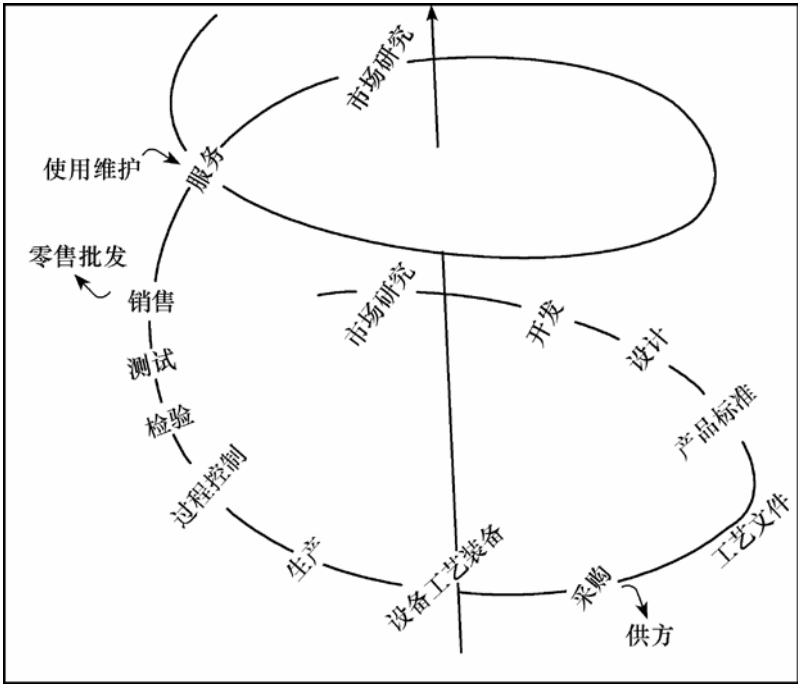 市场研究
使用维护
服务
零售批发
销售
市场研究
开发
设计
测试
产品标准
检验
过程控制
工艺文件
生产
设备工艺装备
采购
供方